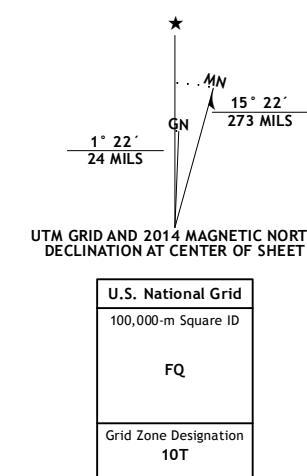 ★
MN
GN
15° 22´
273 MILS
1° 22´
24 MILS
UTM GRID AND 2014 MAGNETIC NORT
DECLINATION AT CENTER OF SHEET
U.S. National Grid
100,000-m Square ID
FQ
Grid Zone Designation
10T